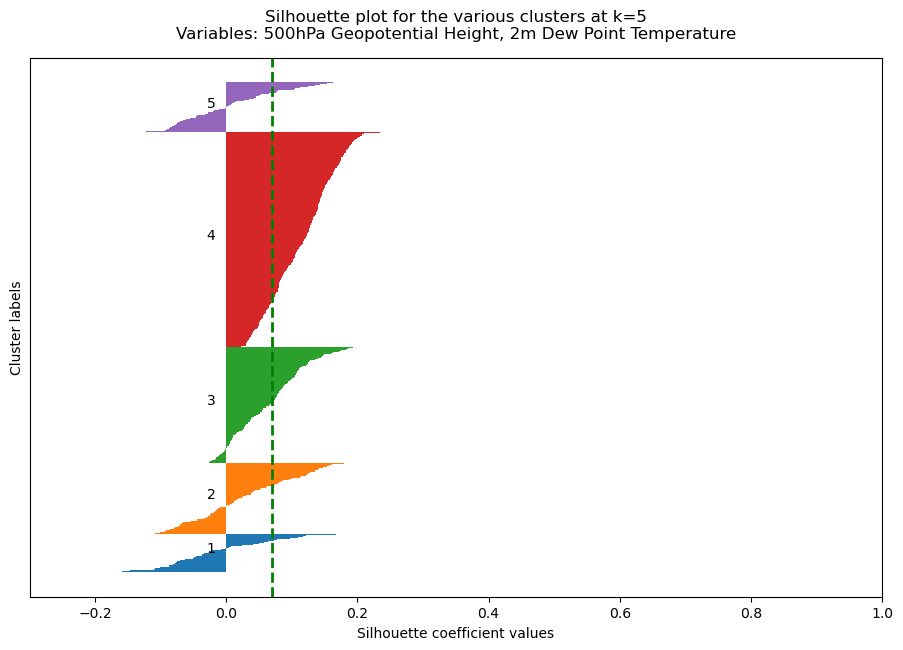 Silhouette plot for the various clusters at k=5
Variables: 500hPa Geopotential Height, 2m Dew Point Temperature
Cluster labels
5
4
3
2
1
−0.2 0.0 0.2 0.4 0.6 0.8 1.0
Silhouette coefficient values